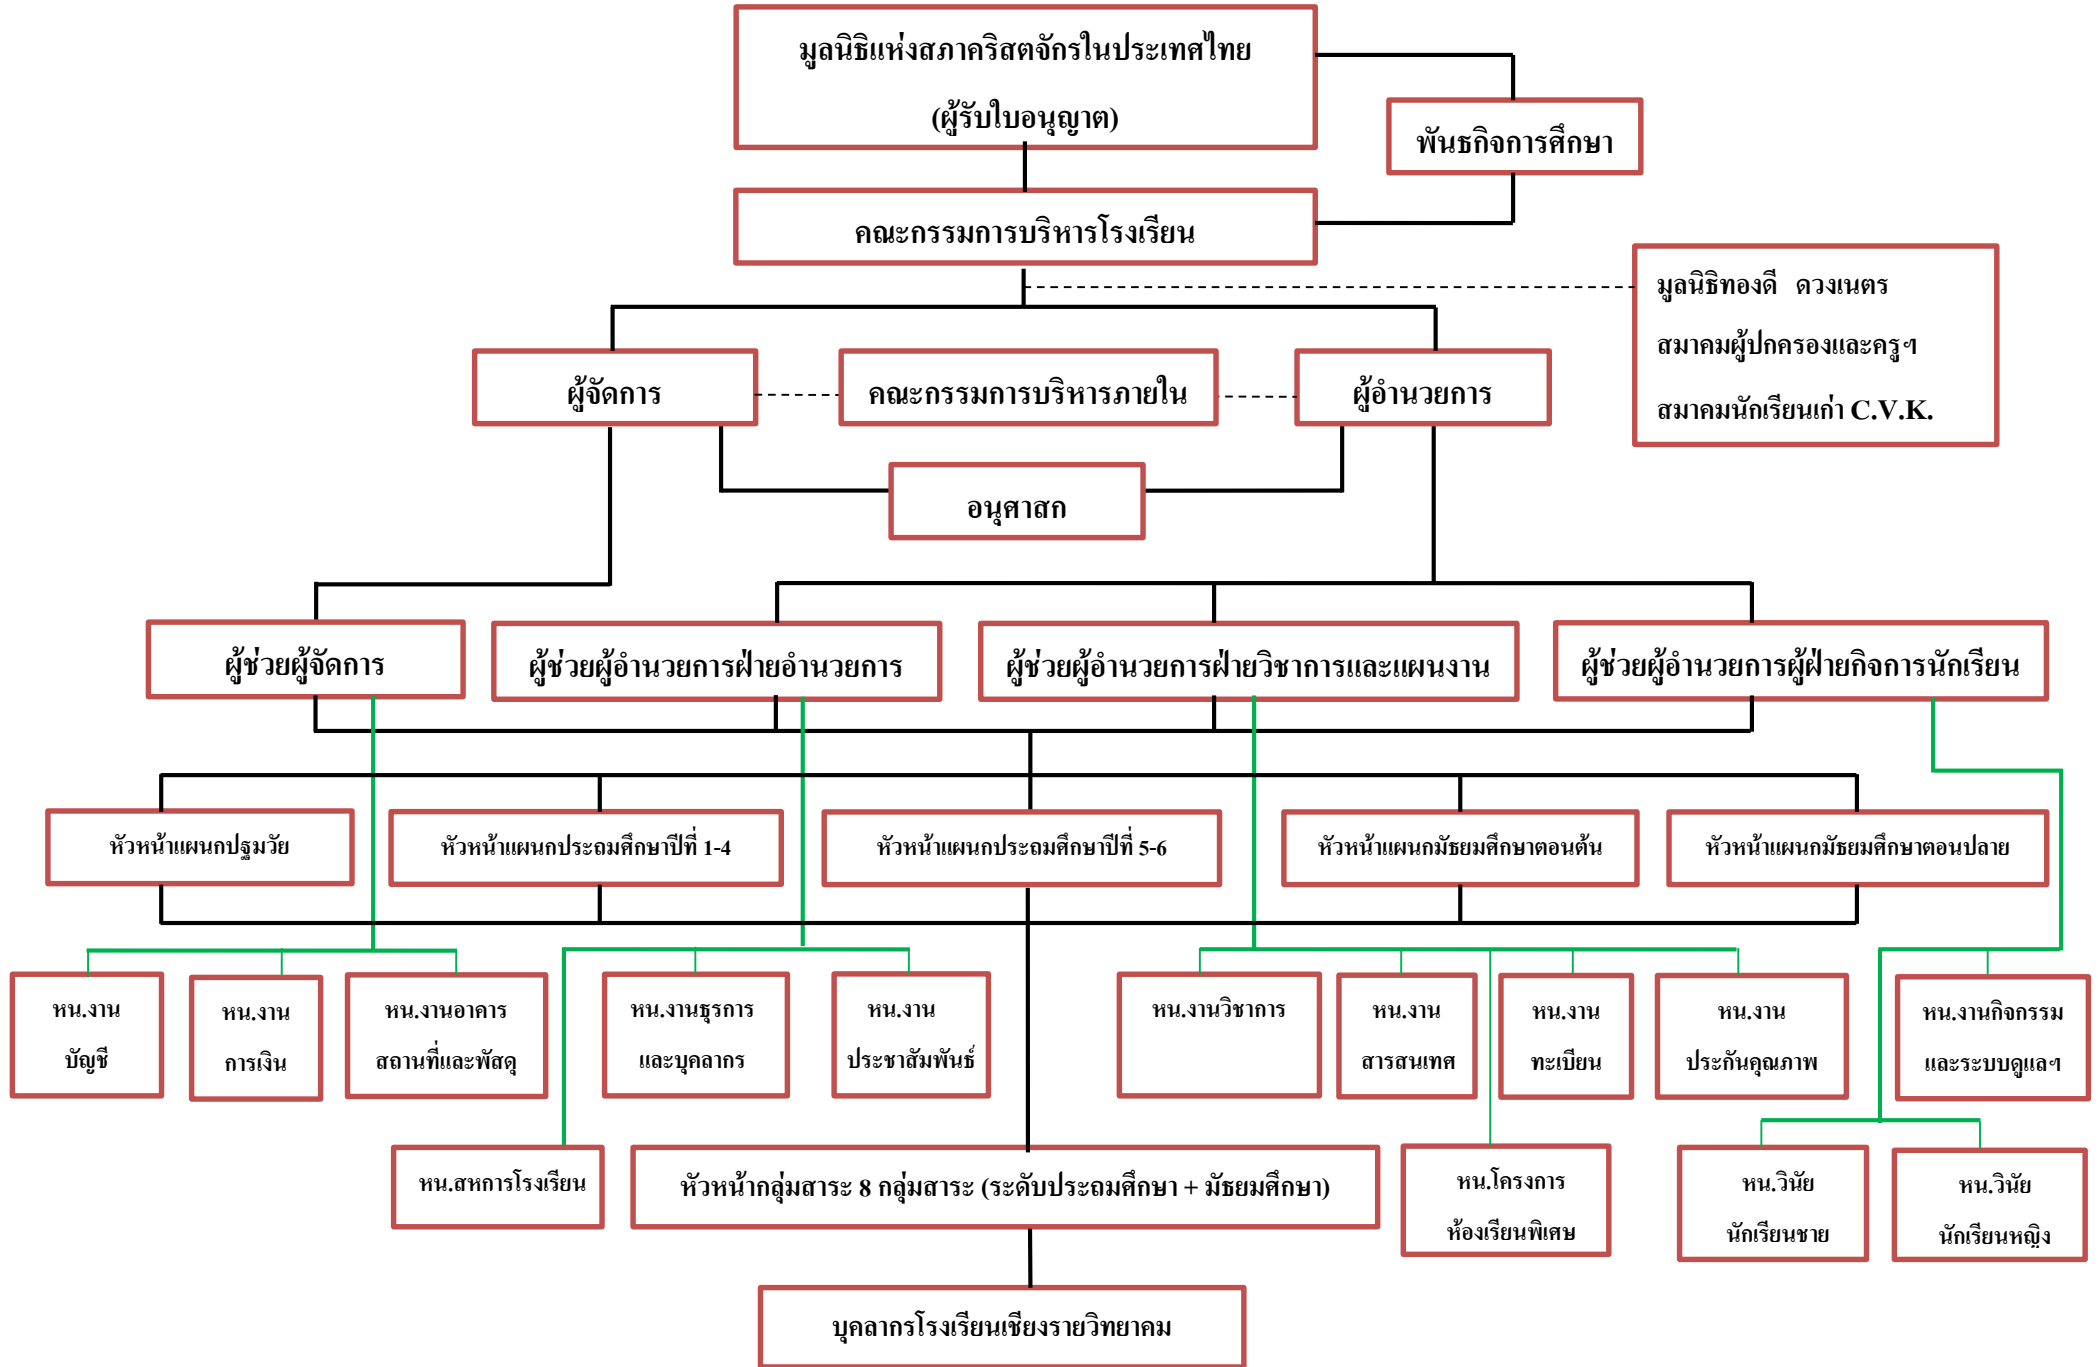 มูลนิธิแห่งสภาคริสตจักรในประเทศไทย
(ผู้รับใบอนุญาต)
พันธกิจการศึกษา
คณะกรรมการบริหารโรงเรียน
มูลนิธิทองดี ดวงเนตร
สมาคมผู้ปกครองและครูฯ
สมาคมนักเรียนเก่า C.V.K.
ผู้จัดการ
คณะกรรมการบริหารภายใน
ผู้อำนวยการ
อนุศาสก
ผู้ช่วยผู้จัดการ
ผู้ช่วยผู้อำนวยการฝ่ายอำนวยการ
ผู้ช่วยผู้อำนวยการฝ่ายวิชาการและแผนงาน
ผู้ช่วยผู้อำนวยการผู้ฝ่ายกิจการนักเรียน
หัวหน้าแผนกปฐมวัย
หัวหน้าแผนกประถมศึกษาปีที่ 1-4
หัวหน้าแผนกประถมศึกษาปีที่ 5-6
หัวหน้าแผนกมัธยมศึกษาตอนต้น
หัวหน้าแผนกมัธยมศึกษาตอนปลาย
หน.งาน
บัญชี
หน.งาน
การเงิน
หน.งานอาคาร
สถานที่และพัสดุ
หน.งานธุรการ
และบุคลากร
หน.งาน
ประชาสัมพันธ์
หน.งานวิชาการ
หน.งาน
สารสนเทศ
หน.งาน
ทะเบียน
หน.งาน
ประกันคุณภาพ
หน.งานกิจกรรม
และระบบดูแลฯ
หน.สหการโรงเรียน
หัวหน้ากลุ่มสาระ 8 กลุ่มสาระ (ระดับประถมศึกษา + มัธยมศึกษา)
หน.โครงการ
ห้องเรียนพิเศษ
หน.วินัย
นักเรียนชาย
หน.วินัย
นักเรียนหญิง
บุคลากรโรงเรียนเชียงรายวิทยาคม